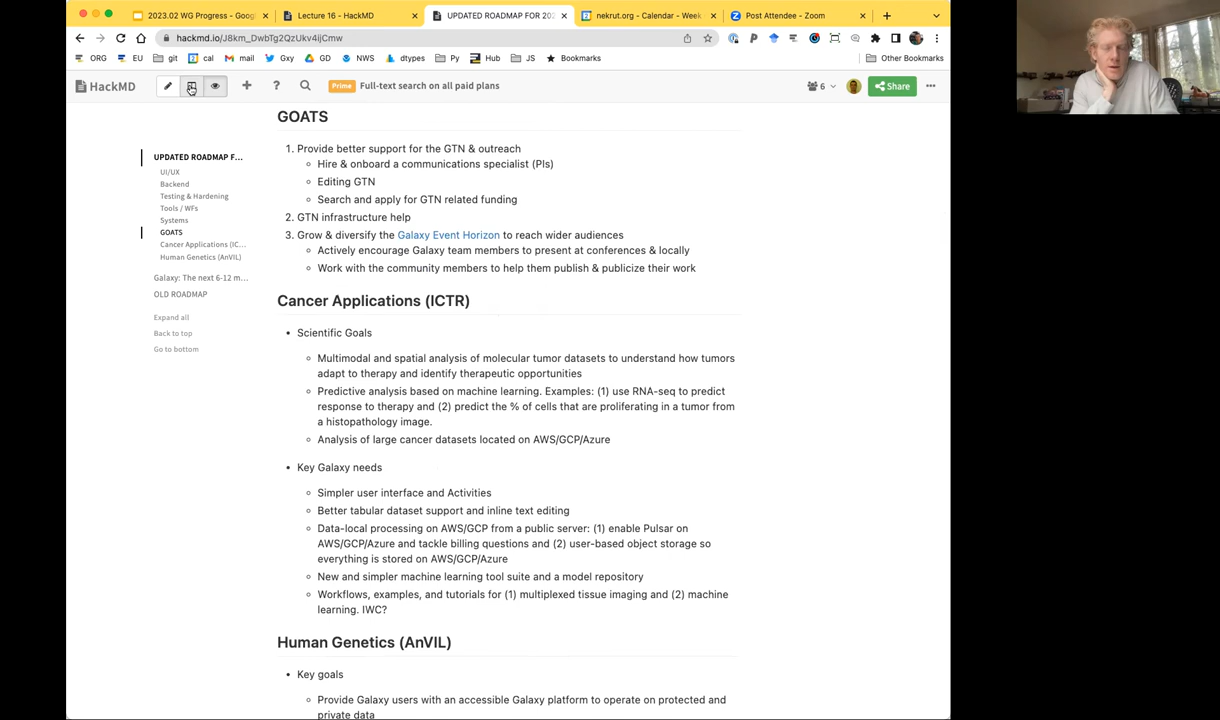 2023.02 WG Progress - Goog
Lecture 16 - HackMD
UPDATED ROADMAP FOR 202
nekrut.org - Calendar - Week
Post Attendee - Zoom
hackmd.io/J8km_DwbTg2QzUkv4ijCmw
ORG
EU
git
cal
mail
Gxy
GD
NWS
dtypes
Py
Hub
JS
Bookmarks
Other Bookmarks
HackMD
Prime
Full-text search on all paid plans
6
Share
UPDATED ROADMAP F...
UI/UX
Backend
Testing & Hardening
Tools / WFs
Systems
GOATS
Cancer Applications (IC...
Human Genetics (AnVIL)
Galaxy: The next 6-12 m...
OLD ROADMAP
Expand all
Back to top
Go to bottom
GOATS
1. Provide better support for the GTN & outreach
Hire & onboard a communications specialist (PIs)
Editing GTN
Search and apply for GTN related funding
2. GTN infrastructure help
3. Grow & diversify the Galaxy Event Horizon to reach wider audiences
Actively encourage Galaxy team members to present at conferences & locally
Work with the community members to help them publish & publicize their work
Cancer Applications (ICTR)
Scientific Goals
Multimodal and spatial analysis of molecular tumor datasets to understand how tumors
adapt to therapy and identify therapeutic opportunities
Predictive analysis based on machine learning. Examples: (1) use RNA-seq to predict
response to therapy and (2) predict the % of cells that are proliferating in a tumor from
a histopathology image.
Analysis of large cancer datasets located on AWS/GCP/Azure
Key Galaxy needs
Simpler user interface and Activities
Better tabular dataset support and inline text editing
Data-local processing on AWS/GCP from a public server: (1) enable Pulsar on
AWS/GCP/Azure and tackle billing questions and (2) user-based object storage so
everything is stored on AWS/GCP/Azure
New and simpler machine learning tool suite and a model repository
Workflows, examples, and tutorials for (1) multiplexed tissue imaging and (2) machine
learning. IWC?
Human Genetics (AnVIL)
Key goals
Provide Galaxy users with an accessible Galaxy platform to operate on protected and
private data